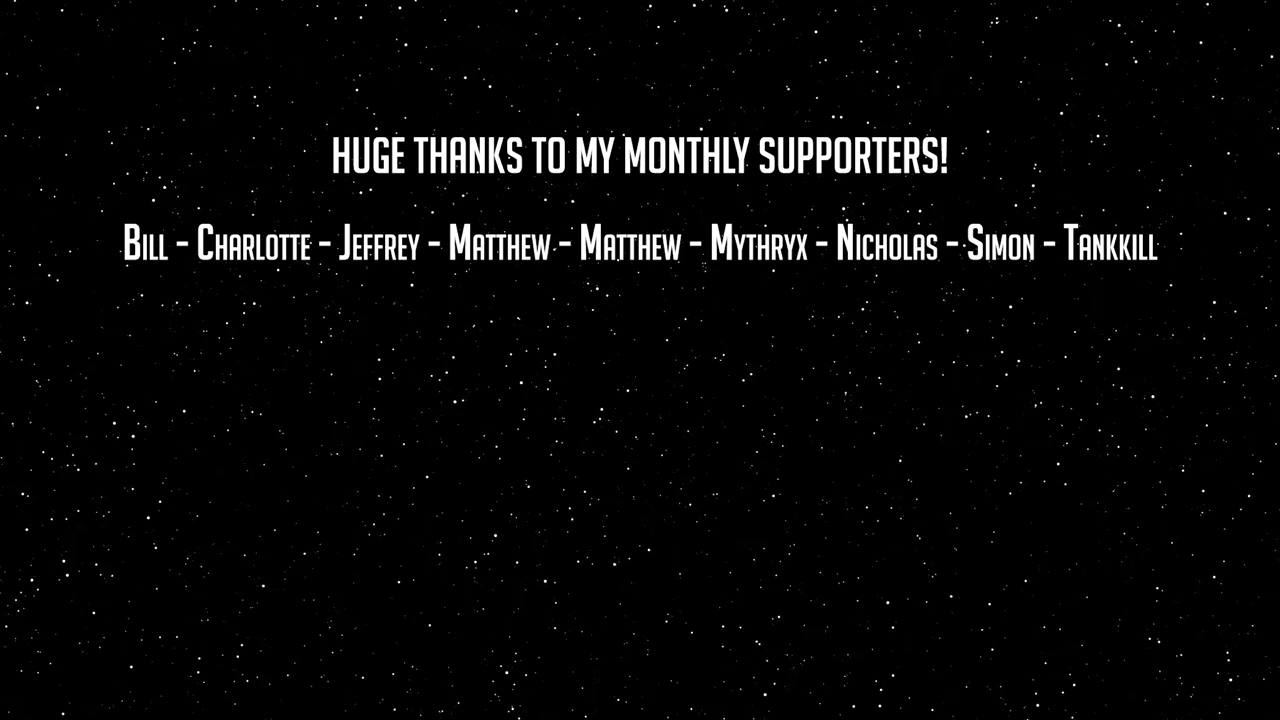 HUGE THANKS TO MY MONTHLY SUPPORTERS!
Bill - Charlotte - Jeffrey - Matthew - Matthew - Mythryx - Nicholas - Simon - Tankkill